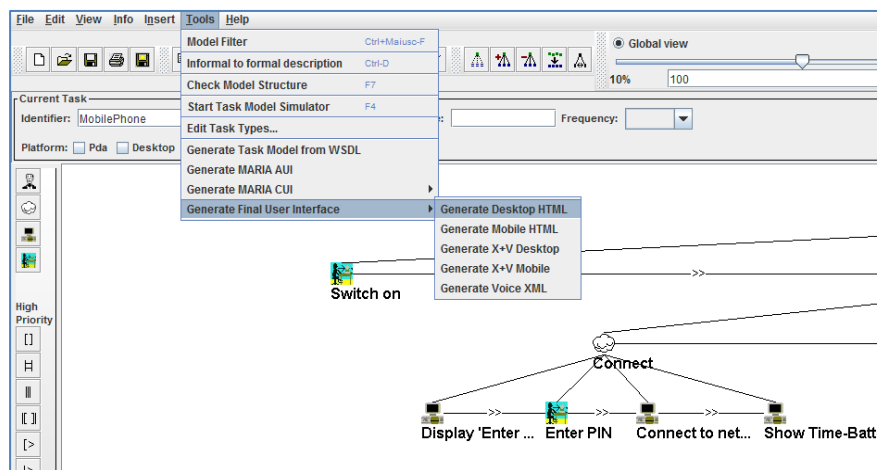 File Edit View Info Insert Tools Help
Model Filter Ctrl+Maiusc-F
Informal to formal description Ctrl-D
Check Model Structure F7
Start Task Model Simulator F4
Edit Task Types...
Generate Task Model from WSDL
Generate MARIA AUI
Generate MARIA CUI
Generate Final User Interface
Generate Desktop HTML
Generate Mobile HTML
Generate X+V Desktop
Generate X+V Mobile
Generate Voice XML
Global view
10% 100
Current Task
Identifier: MobilePhone Frequency:
Platform: Pda Desktop
Switch on >>
High
Priority
[]
|||
|[]|
[>
Connect
>> >> >>
Display 'Enter ... Enter PIN Connect to net... Show Time-Batt